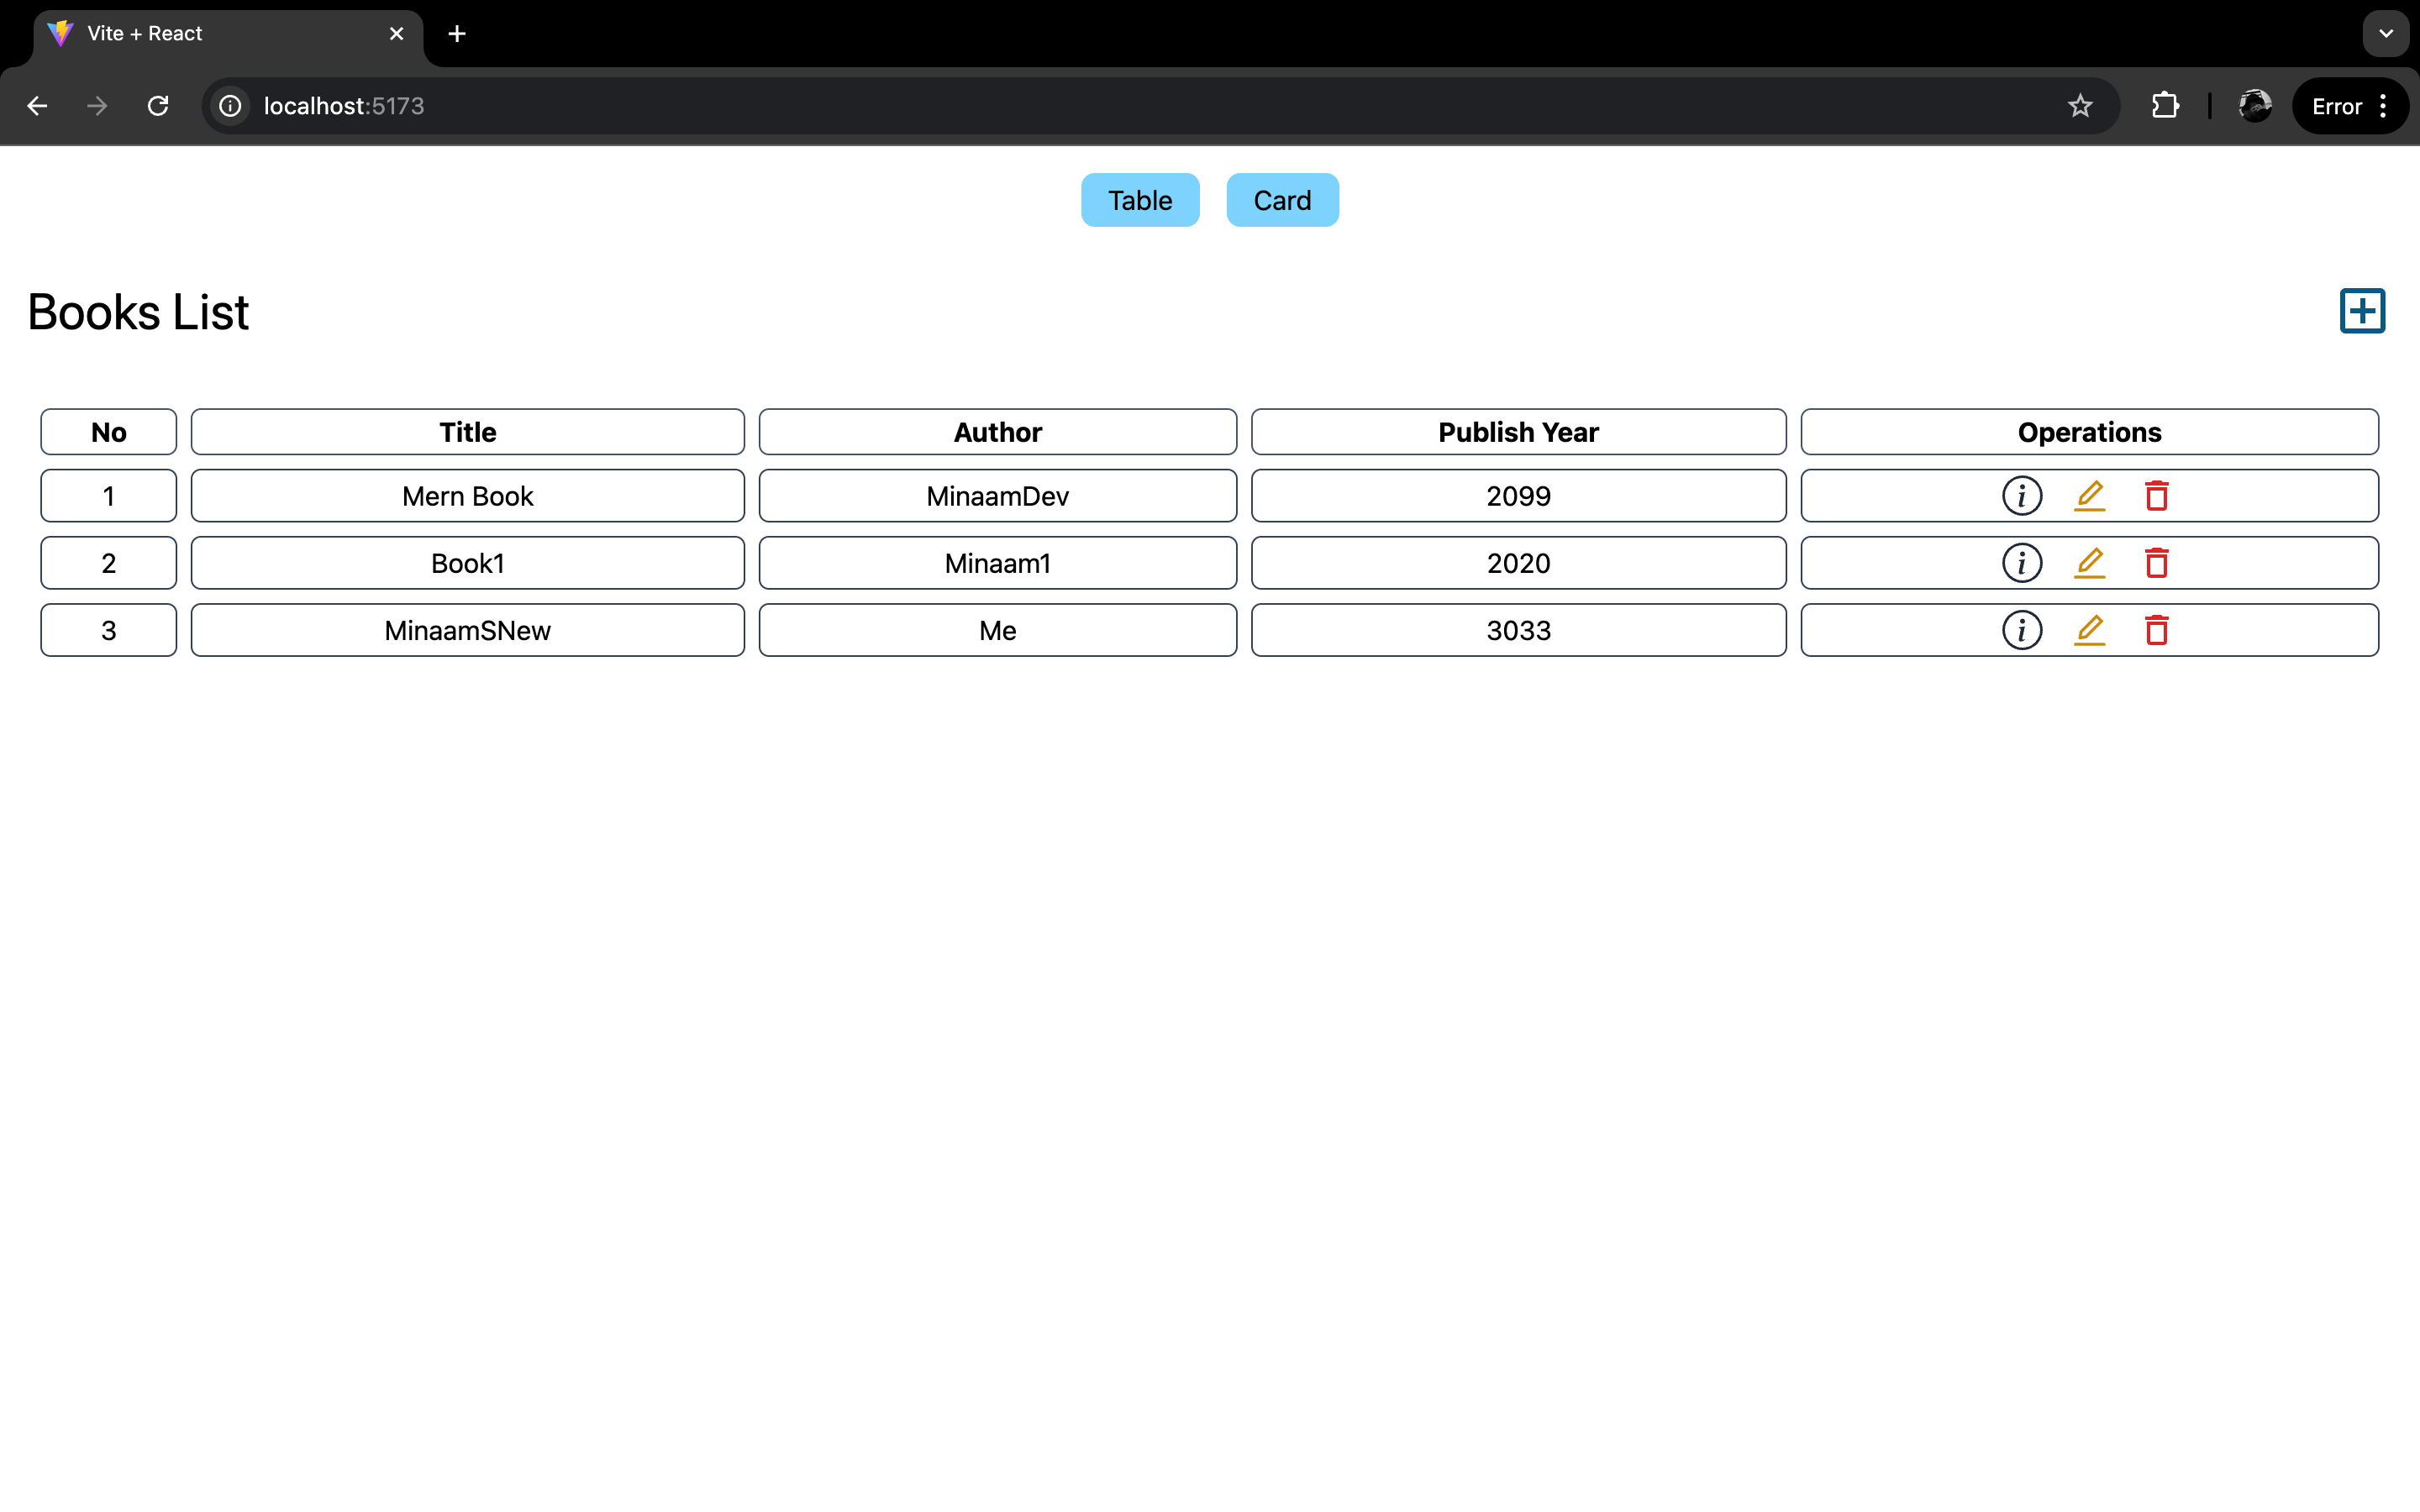 Vite + React
localhost:5173
Error
Table Card
Books List
No Title Author Publish Year Operations
1 Mern Book MinaamDev 2099
2 Book1 Minaam1 2020
3 MinaamSNew Me 3033